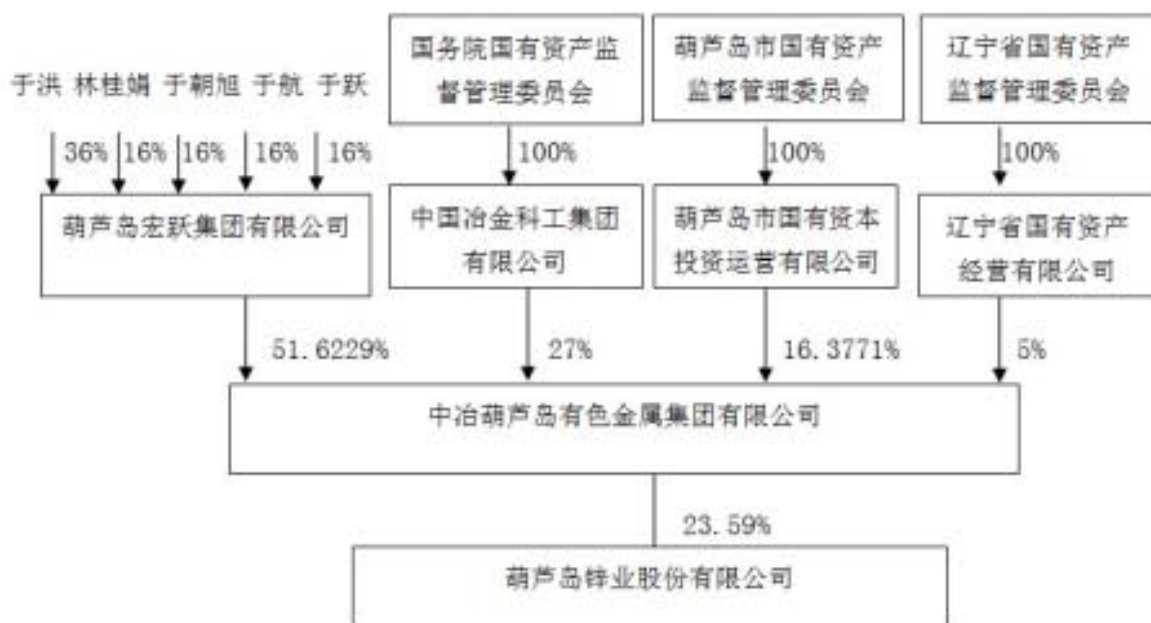 国务院国有资产监
督管理委员会
葫芦岛市国有资产
监督管理委员会
辽宁省国有资产
监督管理委员会
于洪 林桂娟 于朝旭 于航 于跃
36% 16% 16% 16% 16%
100%
100%
100%
葫芦岛宏跃集团有限公司
中国冶金科工集团
有限公司
葫芦岛市国有资本
投资运营有限公司
辽宁省国有资产
经营有限公司
51.6229%
27%
16.3771%
5%
中冶葫芦岛有色金属集团有限公司
23.59%
葫芦岛锌业股份有限公司